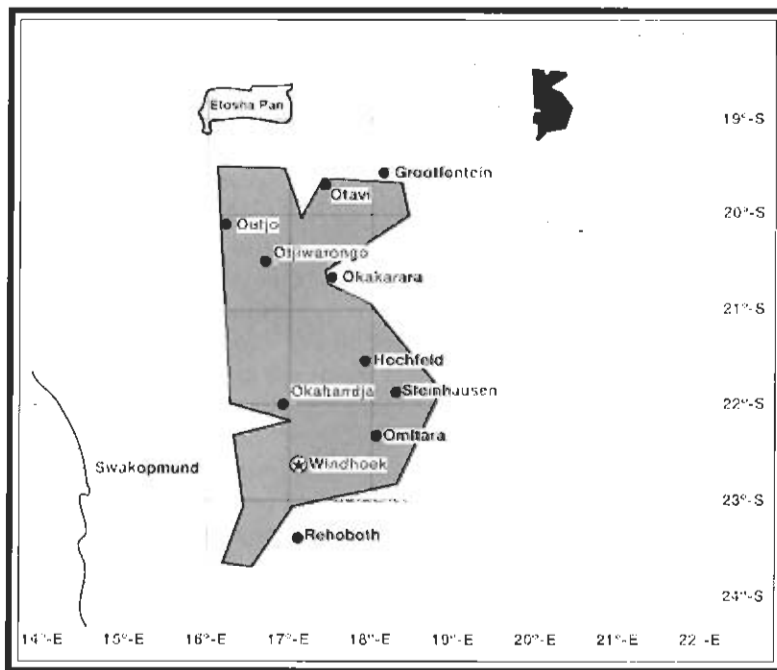 Etosha Pan
19°-S
Grootfontein
Otavi
20°-S
Outjo
Otjiwarongo
Okakarara
21°-S
Hochfeld
Okahandja
Steinhausen
22°-S
Omitara
Swakopmund
Windhoek
23°-S
Rehoboth
24°-S
14°-E 15°-E 16°-E 17°-E 18°-E 19°-E 20°-E 21°-E 22°-E